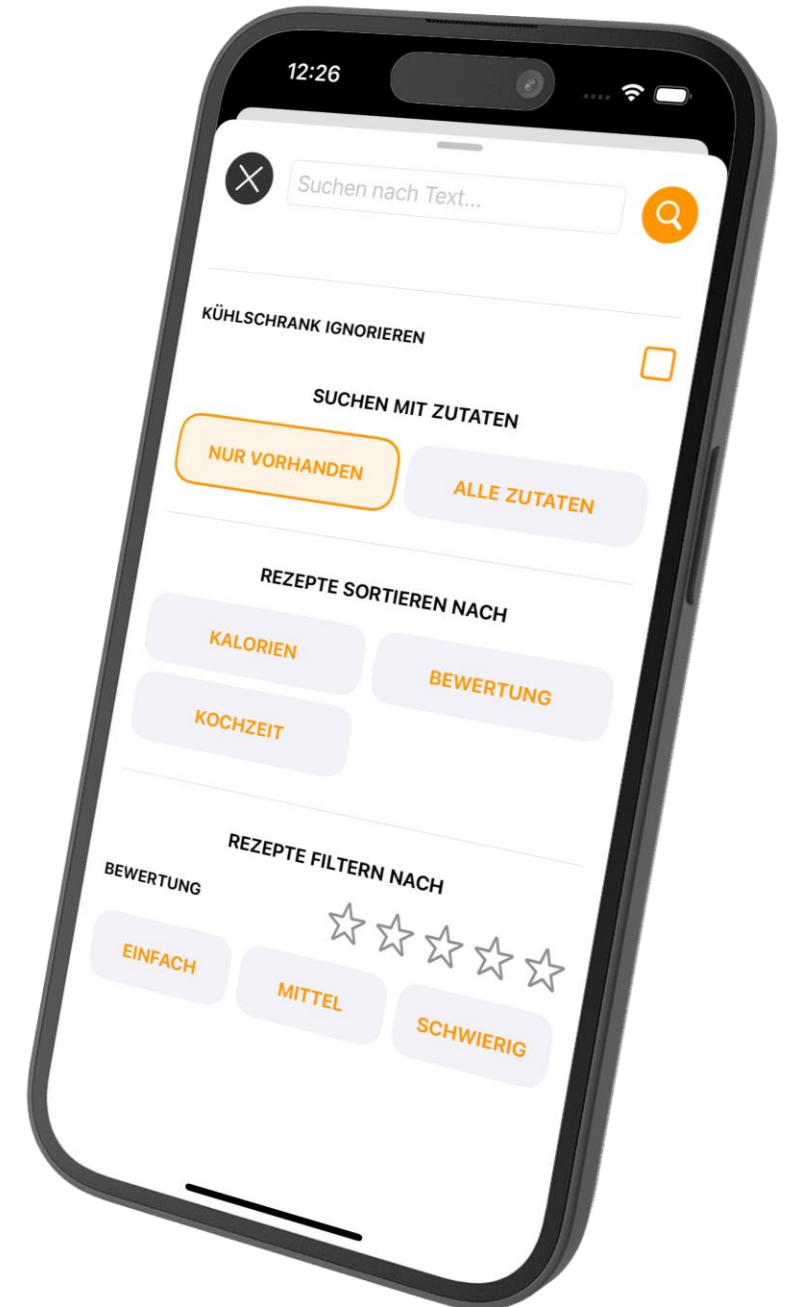 12:26
Suchen nach Text...
KÜHLSCHRANK IGNORIEREN
SUCHEN MIT ZUTATEN
NUR VORHANDEN
ALLE ZUTATEN
REZEPTE SORTIEREN NACH
KALORIEN
BEWERTUNG
KOCHZEIT
REZEPTE FILTERN NACH
BEWERTUNG
EINFACH
MITTEL
SCHWIERIG